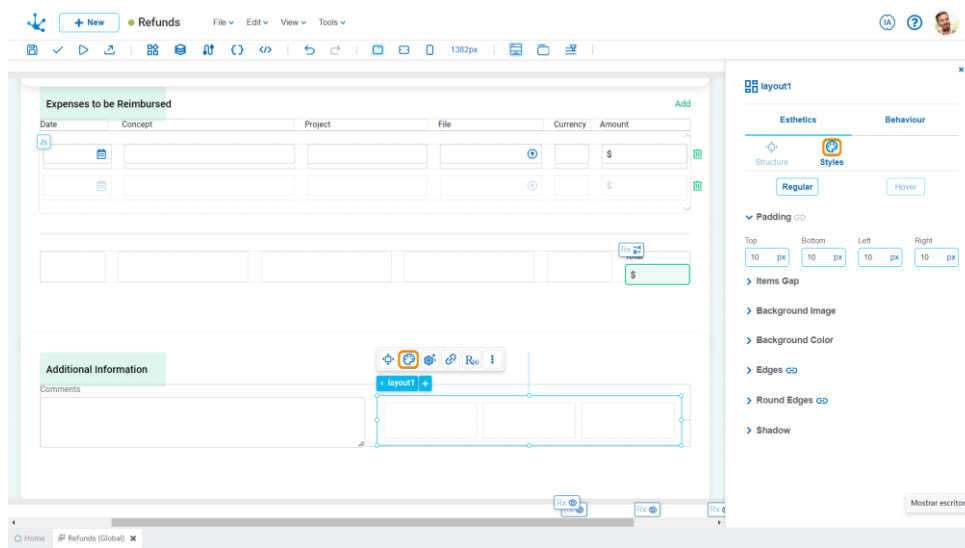 + New
Refunds
File
Edit
View
Tools
IA
?
1382px
layout1
Esthetics
Behaviour
Structure
Styles
Regular
Hover
Padding
Top
Bottom
Left
Right
10 px
10 px
10 px
10 px
Items Gap
Background Image
Background Color
Edges
Round Edges
Shadow
Expenses to be Reimbursed
Add
Date
Concept
Project
File
Currency
Amount
Js
$
$
Rx
Total
$
Additional Information
R(x)
Comments
< layout1 +
Rx
Rx
Rx
Rx
Mostrar escritor
Home
Refunds (Global)